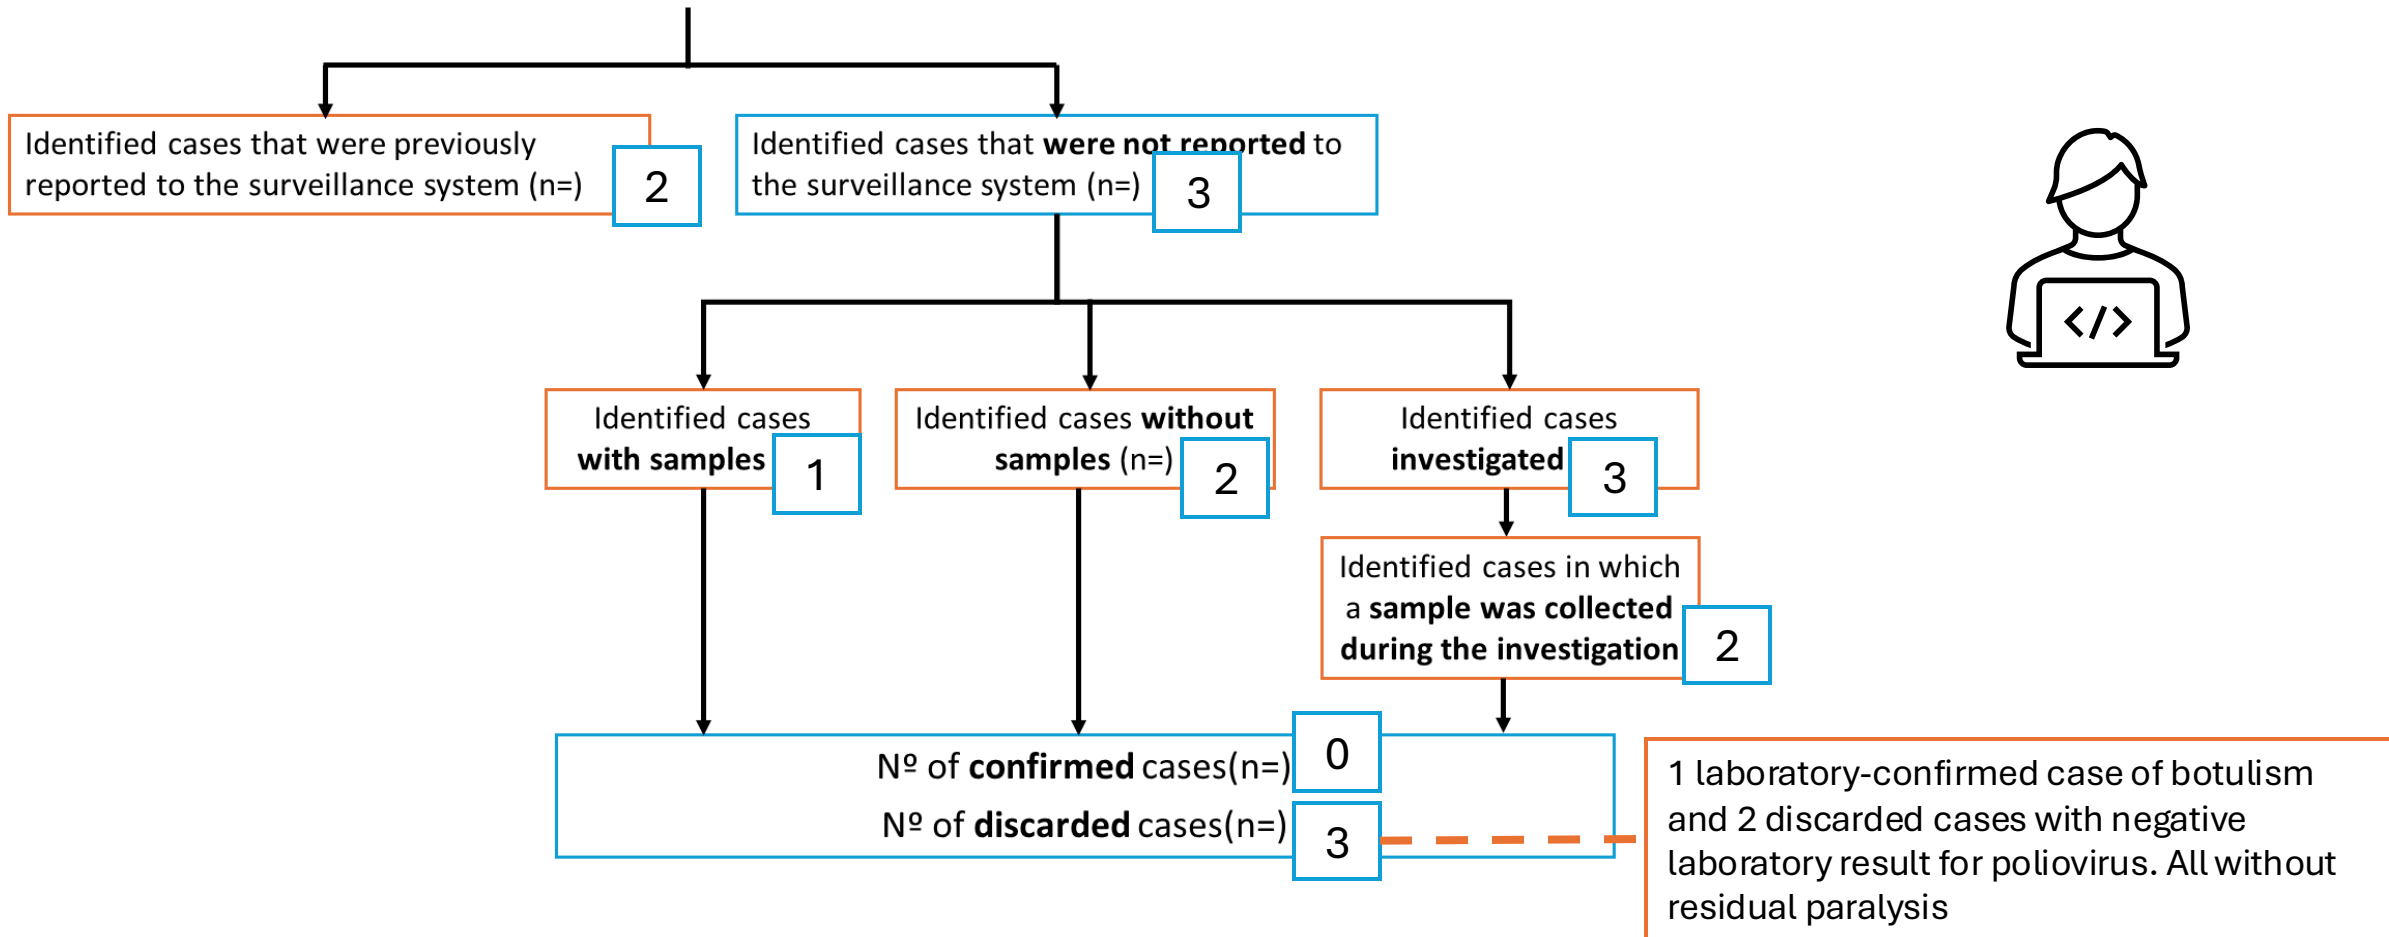 Identified cases that were previously
reported to the surveillance system (n=)
2
Identified cases that were not reported to
the surveillance system (n=)
3
Identified cases
with samples
1
Identified cases without
samples (n=)
2
Identified cases
investigated
3
Identified cases in which
a sample was collected
during the investigation
2
Nº of confirmed cases(n=)
0
Nº of discarded cases(n=)
3
1 laboratory-confirmed case of botulism
and 2 discarded cases with negative
laboratory result for poliovirus. All without
residual paralysis
</>